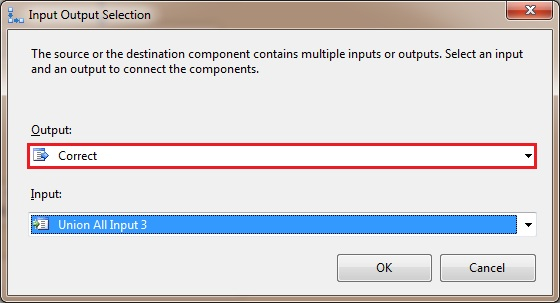 Input Output Selection
The source or the destination component contains multiple inputs or outputs. Select an input
and an output to connect the components.
Output:
Correct
Input:
Union All Input 3
OK
Cancel